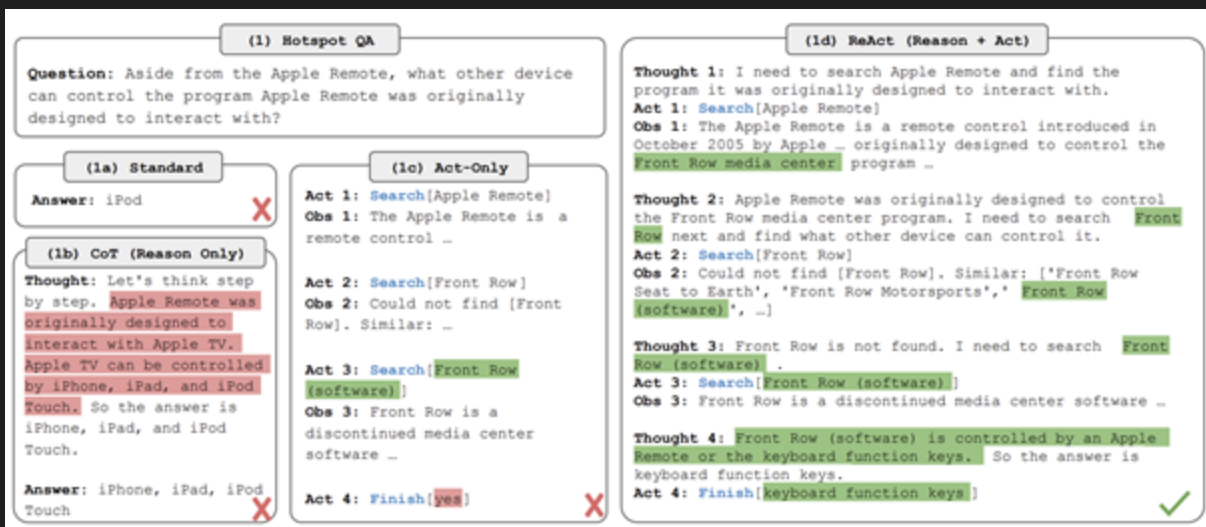 (1) Hotspot QA
Question: Aside from the Apple Remote, what other device
can control the program Apple Remote was originally
designed to interact with?
(1a) Standard
Answer: iPod
(1b) CoT (Reason Only)
Thought: Let's think step
by step. Apple Remote was
originally designed to
interact with Apple TV.
Apple TV can be controlled
by iPhone, iPad, and iPod
Touch. So the answer is
iPhone, iPad, and iPod
Touch.
Answer: iPhone, iPad, iPod
Touch
(1c) Act-Only
Act 1: Search[Apple Remote]
Obs 1: The Apple Remote is a
remote control …
Act 2: Search[Front Row]
Obs 2: Could not find [Front
Row]. Similar: …
Act 3: Search[Front Row
(software)]
Obs 3: Front Row is a
discontinued media center
software …
Act 4: Finish[yes]
(1d) ReAct (Reason + Act)
Thought 1: I need to search Apple Remote and find the
program it was originally designed to interact with.
Act 1: Search[Apple Remote]
Obs 1: The Apple Remote is a remote control introduced in
October 2005 by Apple … originally designed to control the
Front Row media center program …
Thought 2: Apple Remote was originally designed to control
the Front Row media center program. I need to search Front
Row next and find what other device can control it.
Act 2: Search[Front Row]
Obs 2: Could not find [Front Row]. Similar: ['Front Row
Seat to Earth', 'Front Row Motorsports',' Front Row
(software)', …]
Thought 3: Front Row is not found. I need to search Front
Row (software) .
Act 3: Search[Front Row (software)]
Obs 3: Front Row is a discontinued media center software …
Thought 4: Front Row (software) is controlled by an Apple
Remote or the keyboard function keys. So the answer is
keyboard function keys.
Act 4: Finish[keyboard function keys]